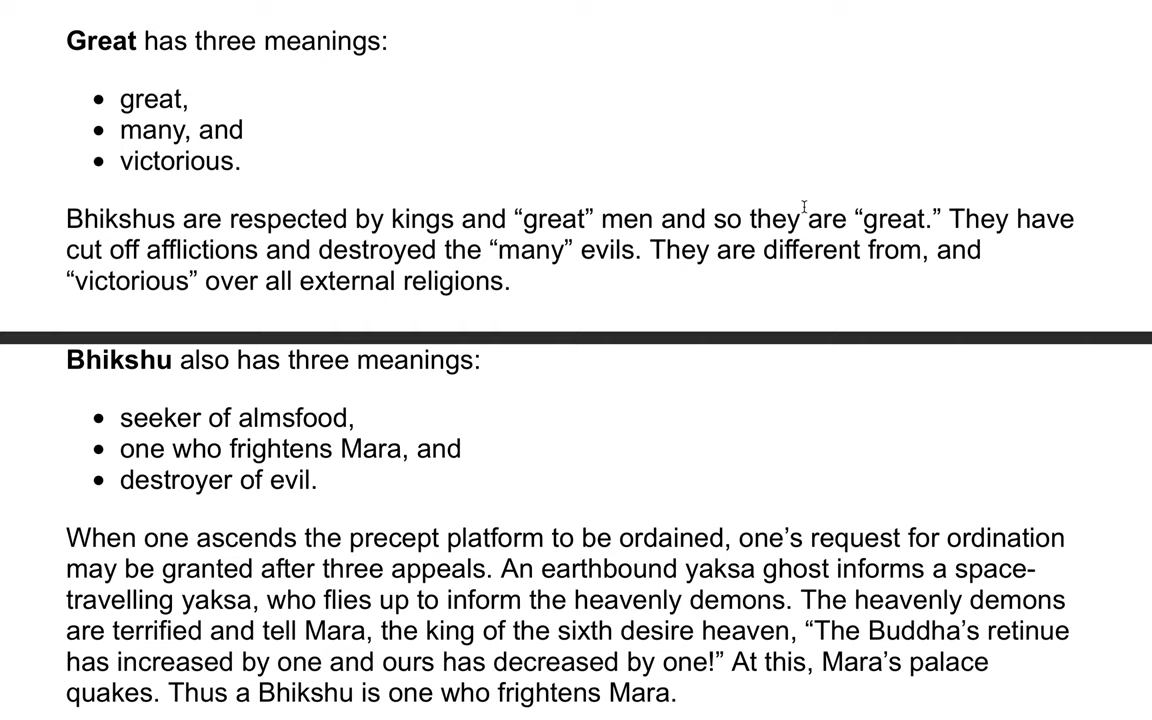 Great has three meanings:
• great,
• many, and
• victorious.
Bhikshus are respected by kings and “great” men and so they are “great.” They have
cut off afflictions and destroyed the “many” evils. They are different from, and
“victorious” over all external religions.
Bhikshu also has three meanings:
• seeker of almsfood,
• one who frightens Mara, and
• destroyer of evil.
When one ascends the precept platform to be ordained, one’s request for ordination
may be granted after three appeals. An earthbound yaksa ghost informs a space-
travelling yaksa, who flies up to inform the heavenly demons. The heavenly demons
are terrified and tell Mara, the king of the sixth desire heaven, “The Buddha’s retinue
has increased by one and ours has decreased by one!” At this, Mara’s palace
quakes. Thus a Bhikshu is one who frightens Mara.